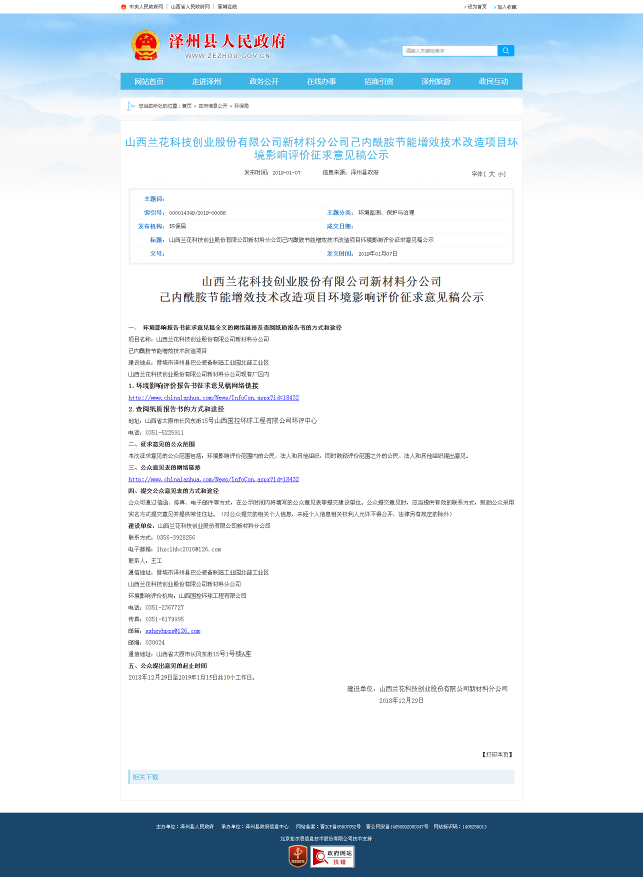 中央人民政府网 | 山西省人民政府网 | 晋城在线
设为首页 加入收藏
泽州县人民政府
WWW.ZEZHOU.GOV.CN
请输入关键检索字
网站首页 走进泽州 政务公开 在线办事 招商引资 泽州旅游 政民互动
您当前所处的位置：首页 > 政府信息公开 > 环保局
山西兰花科技创业股份有限公司新材料分公司己内酰胺节能增效技术改造项目环
境影响评价征求意见稿公示
发布时间：2019-01-07 信息来源：泽州县政府 字体[ 大 小]
主题词：
索引号： 000014349/2019-00086 主题分类： 环境监测、保护与治理
发布机构： 环保局 成文日期：
标题： 山西兰花科技创业股份有限公司新材料分公司己内酰胺节能增效技术改造项目环境影响评价征求意见稿公示
文号： 发文时间： 2019年01月07日
山西兰花科技创业股份有限公司新材料分公司
己内酰胺节能增效技术改造项目环境影响评价征求意见稿公示
一、 环境影响报告书征求意见稿全文的网络链接及查阅纸质报告书的方式和途径
项目名称：山西兰花科技创业股份有限公司新材料分公司
己内酰胺节能增效技术改造项目
建设地点：晋城市泽州县巴公装备制造工业园北部工业区
山西兰花科技创业股份有限公司新材料分公司现有厂区内
1.环境影响评价报告书征求意见稿网络链接
http://www.chinalanhua.com/News/InfoCon.aspx?id=18432
2.查阅纸质报告书的方式和途径
地址：山西省太原市长风东街15号山西国控环球工程有限公司环评中心
电话：0351-5225911
二、征求意见的公众范围
本次征求意见的公众范围包括：环境影响评价范围内的公民、法人和其他组织，同时鼓励评价范围之外的公民、法人和其他组织提出意见。
三、公众意见表的网络链接
http://www.chinalanhua.com/News/InfoCon.aspx?id=18432
四、提交公众意见表的方式和途径
公众可通过信函、传真、电子邮件等方式，在公示时间内将填写的公众意见表等提交建设单位。公众提交意见时，应当提供有效的联系方式，鼓励公众采用
实名方式提交意见并提供常住住址。（对公众提交的相关个人信息，未经个人信息相关权利人允许不得公开，法律另有规定的除外）
建设单位：山西兰花科技创业股份有限公司新材料分公司
联系方式：0356-3928256
电子邮箱：lhxclhbc2016@126.com
联系人：王工
通信地址：晋城市泽州县巴公装备制造工业园北部工业区
山西兰花科技创业股份有限公司新材料分公司
环境影响评价机构：山西国控环球工程有限公司
电话：0351-2367727
传真：0351-6179995
邮编：030024
通信地址：山西省太原市长风东街15号1号楼A座
五、公众提出意见的起止时间
2018年12月29日至2019年1月15日共10个工作日。
建设单位：山西兰花科技创业股份有限公司新材料分公司
2018年12月29日
【打印本页】
相关下载
主办单位：泽州县人民政府 承办单位：泽州县政府信息中心
政府网站
找错